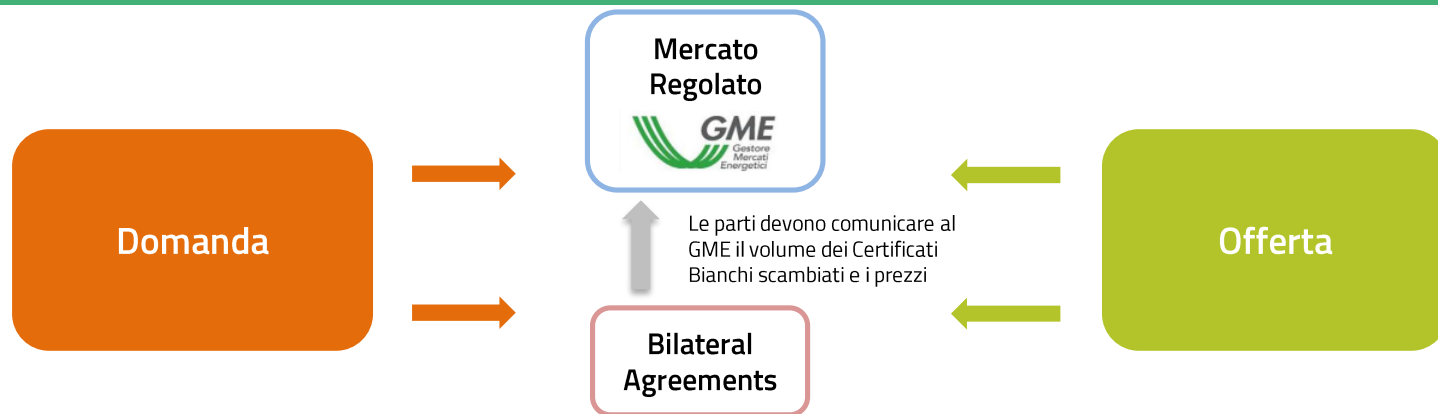 Mercato
Regolato
GME
Gestore
Mercati
Energetici
Domanda
Le parti devono comunicare al
GME il volume dei Certificati
Bianchi scambiati e i prezzi
Offerta
Bilateral
Agreements